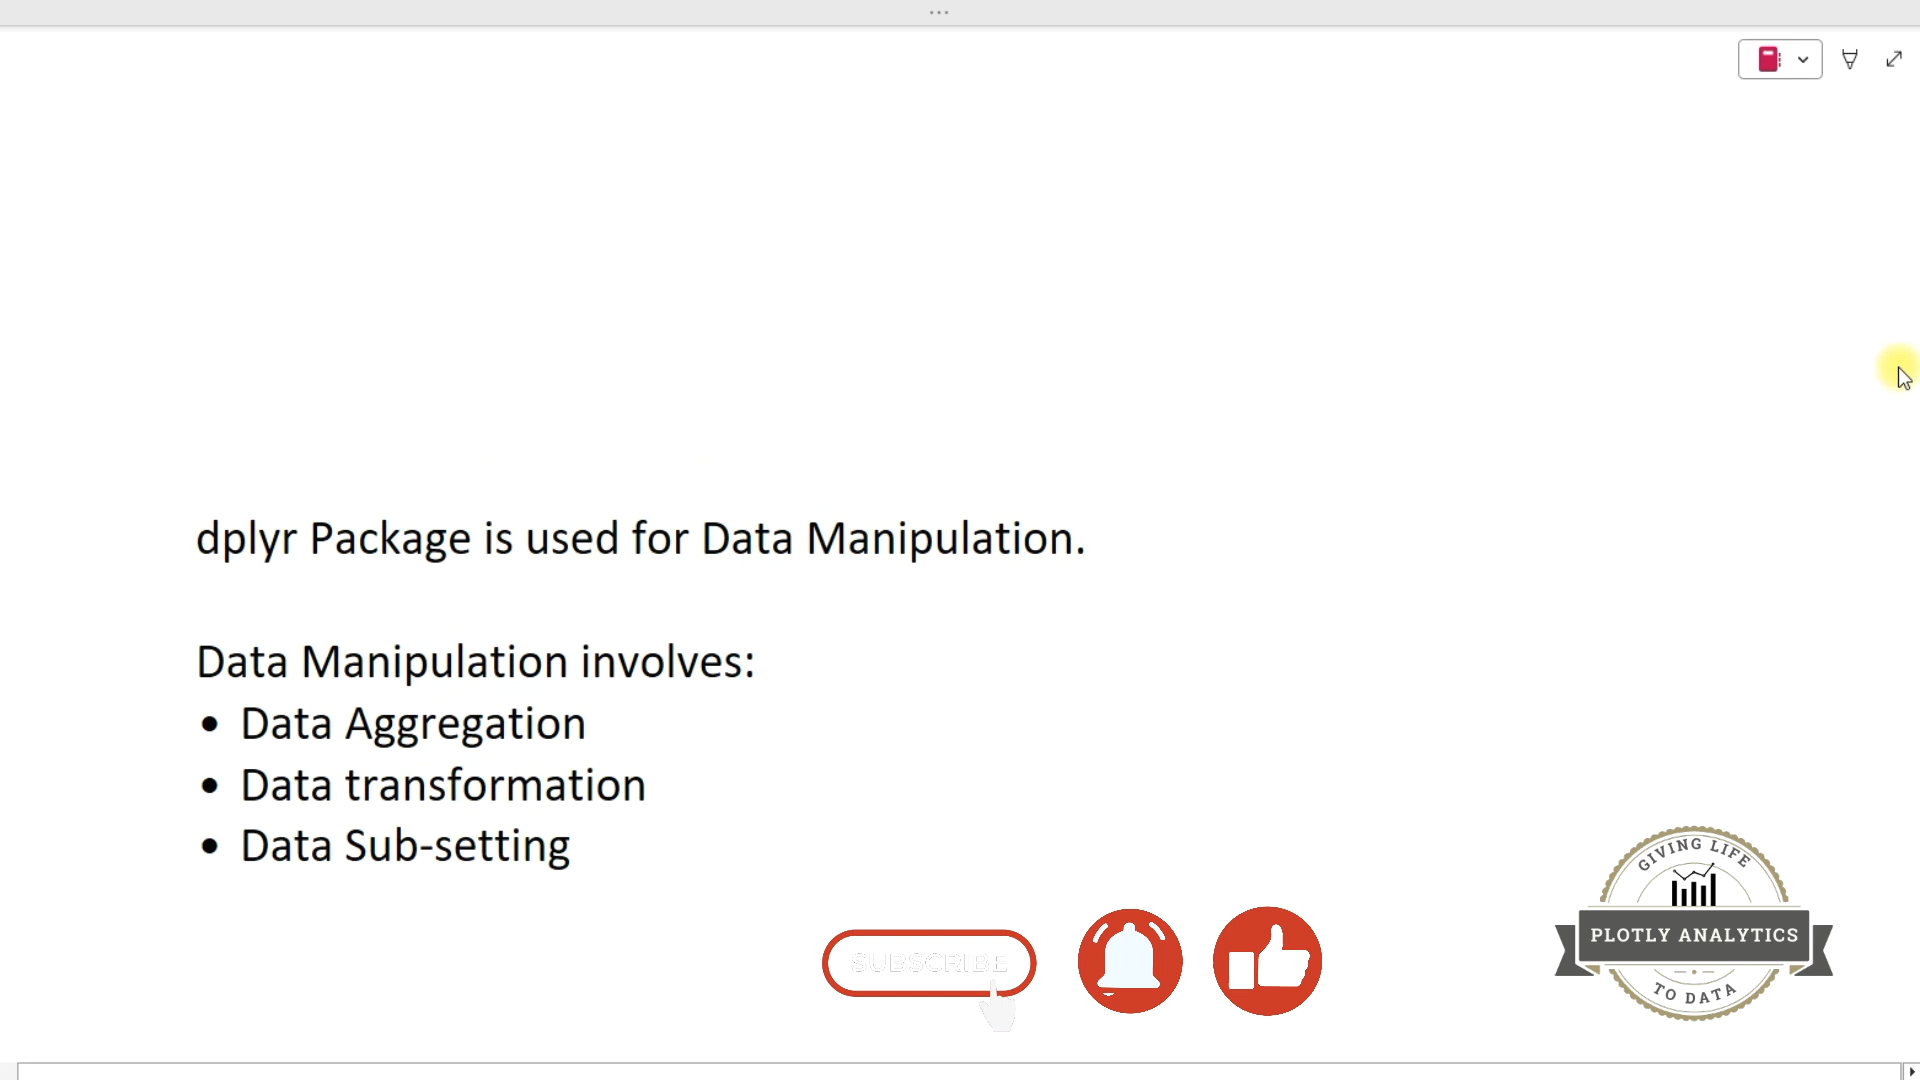 dplyr Package is used for Data Manipulation.
Data Manipulation involves:
• Data Aggregation
• Data transformation
• Data Sub-setting
SUBSCRIBE
GIVING LIFE
PLOTLY ANALYTICS
TO DATA